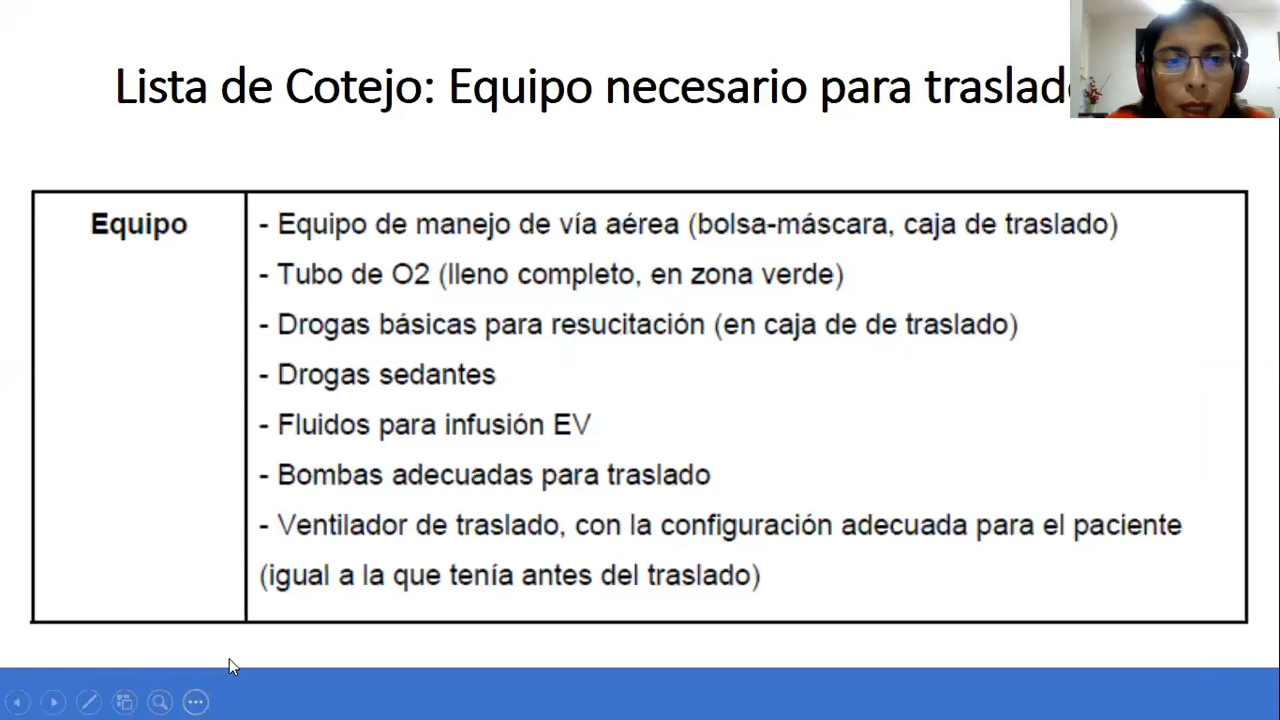 Lista de Cotejo: Equipo necesario para traslad
Equipo
- Equipo de manejo de vía aérea (bolsa-máscara, caja de traslado)
- Tubo de O2 (lleno completo, en zona verde)
- Drogas básicas para resucitación (en caja de de traslado)
- Drogas sedantes
- Fluidos para infusión EV
- Bombas adecuadas para traslado
- Ventilador de traslado, con la configuración adecuada para el paciente
(igual a la que tenía antes del traslado)